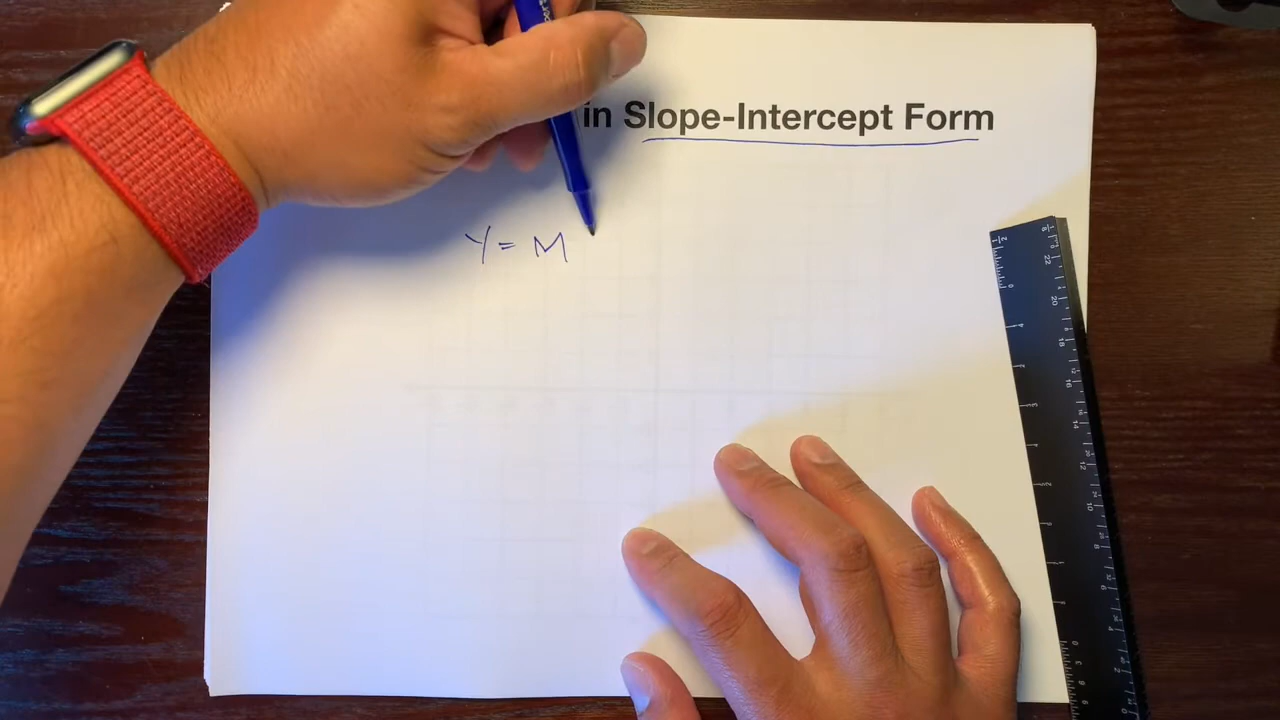 in Slope-Intercept Form
Y = M